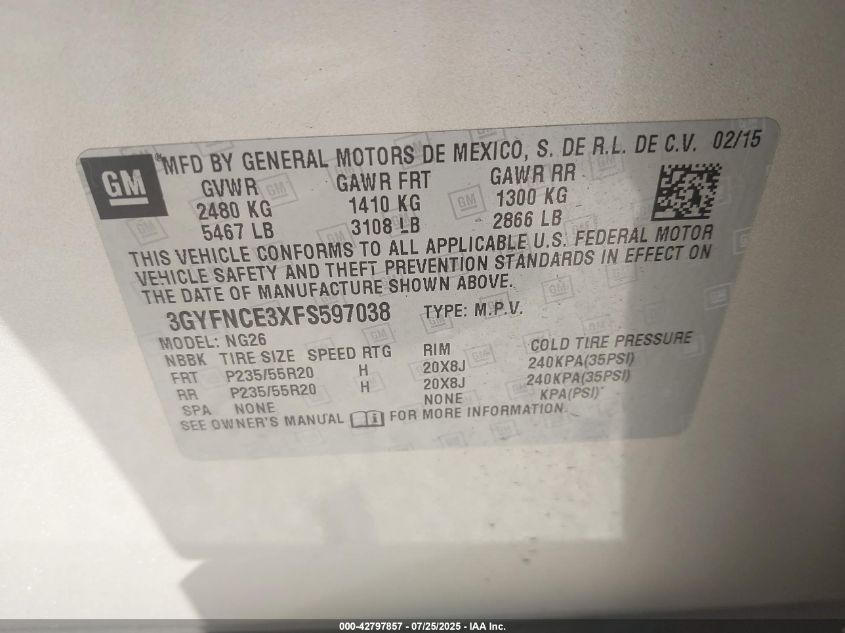 GM ® MFD BY GENERAL MOTORS DE MEXICO, S. DE R.L. DE C.V. 02/15
GVWR GAWR FRT GAWR RR
2480 KG 1410 KG 1300 KG
5467 LB 3108 LB 2866 LB
THIS VEHICLE CONFORMS TO ALL APPLICABLE U.S. FEDERAL MOTOR
VEHICLE SAFETY AND THEFT PREVENTION STANDARDS IN EFFECT ON
THE DATE OF MANUFACTURE SHOWN ABOVE.
3GYFNCE3XFS597038 TYPE: M.P.V.
MODEL: NG26
NBBK TIRE SIZE SPEED RTG RIM COLD TIRE PRESSURE
FRT P235/55R20 H 20X8J 240KPA(35PSI)
RR P235/55R20 H 20X8J 240KPA(35PSI)
SPA NONE NONE KPA(PSI)
SEE OWNER'S MANUAL FOR MORE INFORMATION.
000-42797857 - 07/25/2025 - IAA Inc.